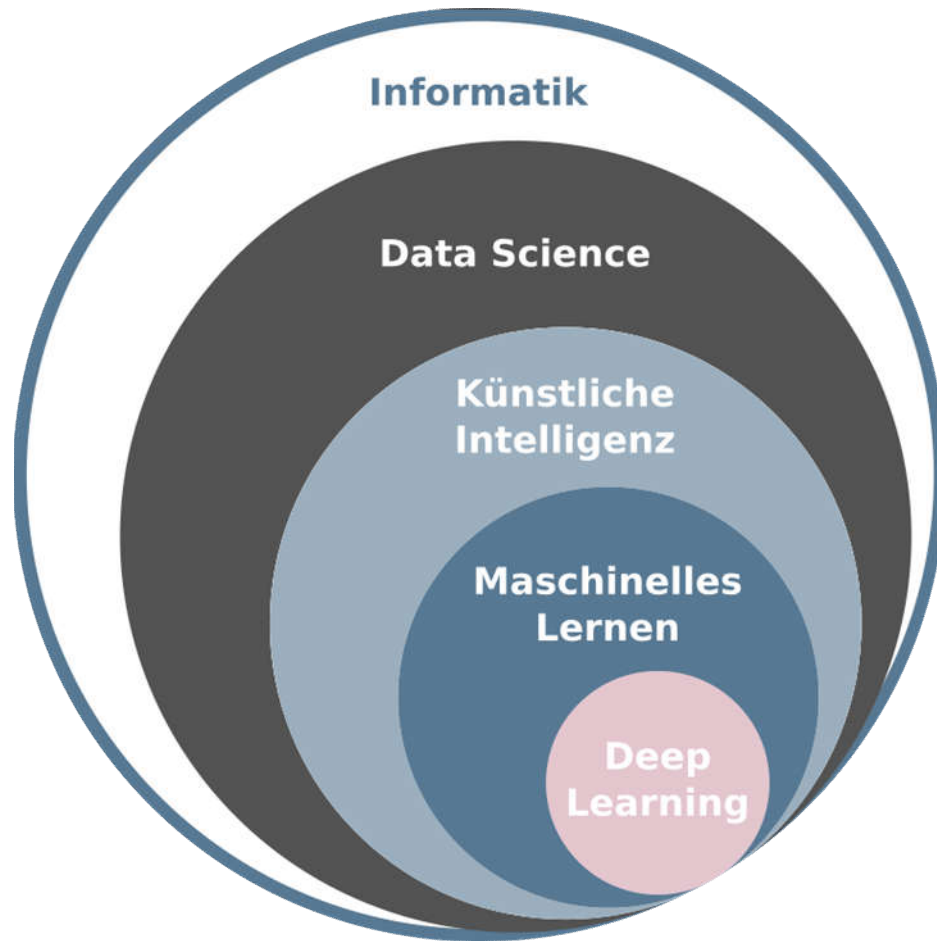 Informatik
Data Science
Künstliche
Intelligenz
Maschinelles
Lernen
Deep
Learning